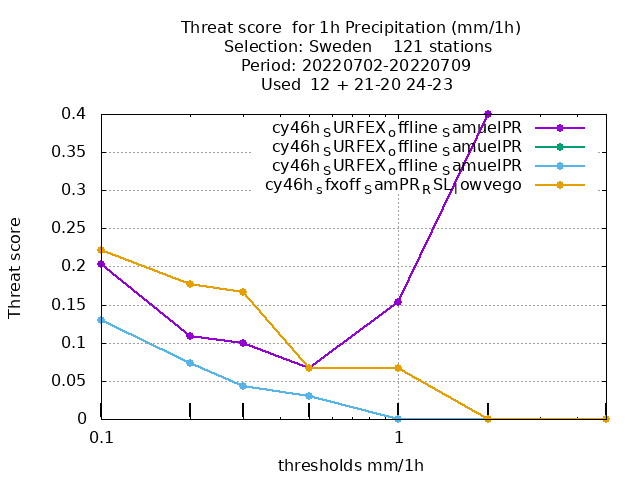 Threat score for 1h Precipitation (mm/1h)
Selection: Sweden 121 stations
Period: 20220702-20220709
Used 12 + 21-20 24-23
0.4
0.35
0.3
0.25
0.2
0.15
0.1
0.05
0
Threat score
cy46h_SURFEX_offline_SamuelPR
cy46h_SURFEX_offline_SamuelPR
cy46h_SURFEX_offline_SamuelPR
cy46h_sfxoff_SamPR_RSL_lowvego
0.1 1
thresholds mm/1h